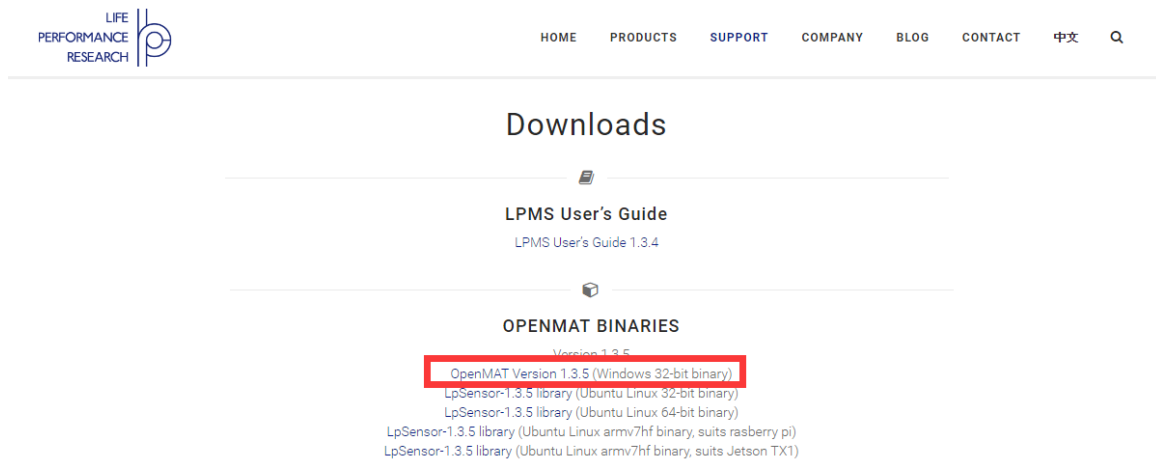 LIFE
PERFORMANCE
RESEARCH
HOME PRODUCTS SUPPORT COMPANY BLOG CONTACT 中文
Downloads
LPMS User's Guide
LPMS User's Guide 1.3.4
OPENMAT BINARIES
Version 1.3.5
OpenMAT Version 1.3.5 (Windows 32-bit binary)
LpSensor-1.3.5 library (Ubuntu Linux 32-bit binary)
LpSensor-1.3.5 library (Ubuntu Linux 64-bit binary)
LpSensor-1.3.5 library (Ubuntu Linux armv7hf binary, suits rasberry pi)
LpSensor-1.3.5 library (Ubuntu Linux armv7hf binary, suits Jetson TX1)